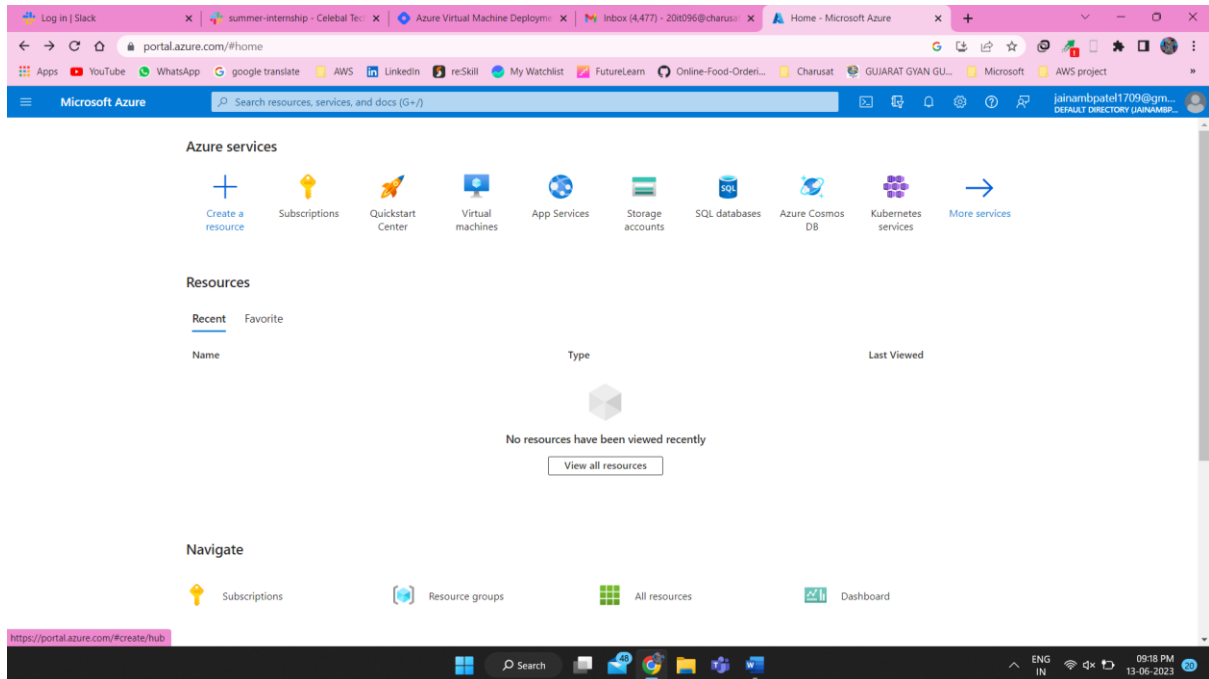 Log in | Slack
summer-internship - Celebal Tec
Azure Virtual Machine Deployme
Inbox (4,477) - 20it096@charusa
Home - Microsoft Azure
portal.azure.com/#home
Apps YouTube WhatsApp google translate AWS LinkedIn re:Skill My Watchlist FutureLearn Online-Food-Orderi... Charusat GUJARAT GYAN GU... Microsoft AWS project »
Microsoft Azure
Search resources, services, and docs (G+/)
jainambpatel1709@gm...
DEFAULT DIRECTORY (JAINAMBP...
Azure services
Create a resource
Subscriptions
Quickstart Center
Virtual machines
App Services
Storage accounts
SQL
SQL databases
Azure Cosmos DB
Kubernetes services
More services
Resources
Recent Favorite
Name Type Last Viewed
No resources have been viewed recently
View all resources
Navigate
Subscriptions Resource groups All resources Dashboard
https://portal.azure.com/#create/hub
Search
48
ENG
IN
09:18 PM
13-06-2023
20